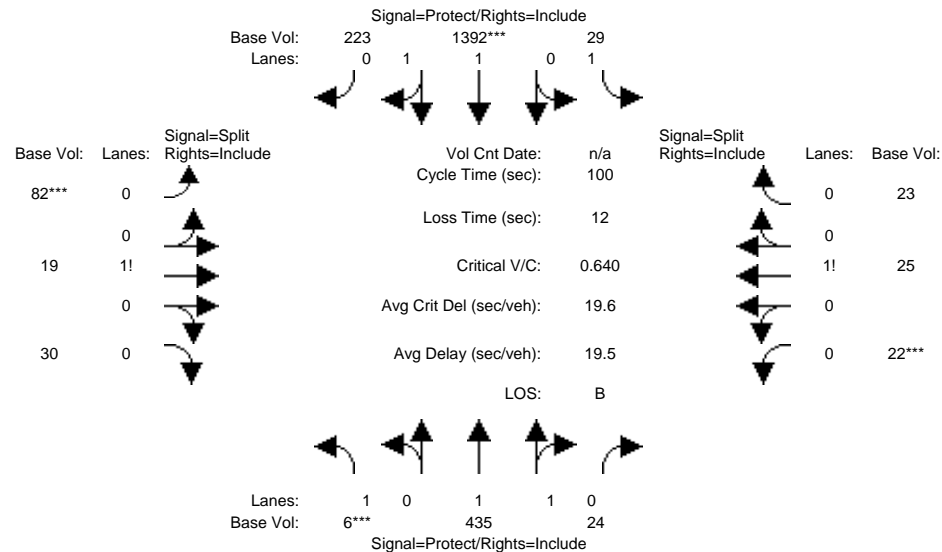 Signal=Protect/Rights=Include
Base Vol: 223 1392*** 29
Lanes: 0 1 1 0 1
Signal=Split
Base Vol: Lanes: Rights=Include
Vol Cnt Date: n/a
Signal=Split
Rights=Include Lanes: Base Vol:
Cycle Time (sec): 100
82*** 0
0 23
Loss Time (sec): 12
0
0
19 1!
Critical V/C: 0.640
1! 25
0
Avg Crit Del (sec/veh): 19.6
0
30 0
Avg Delay (sec/veh): 19.5
0 22***
LOS: B
Lanes: 1 0 1 1 0
Base Vol: 6*** 435 24
Signal=Protect/Rights=Include